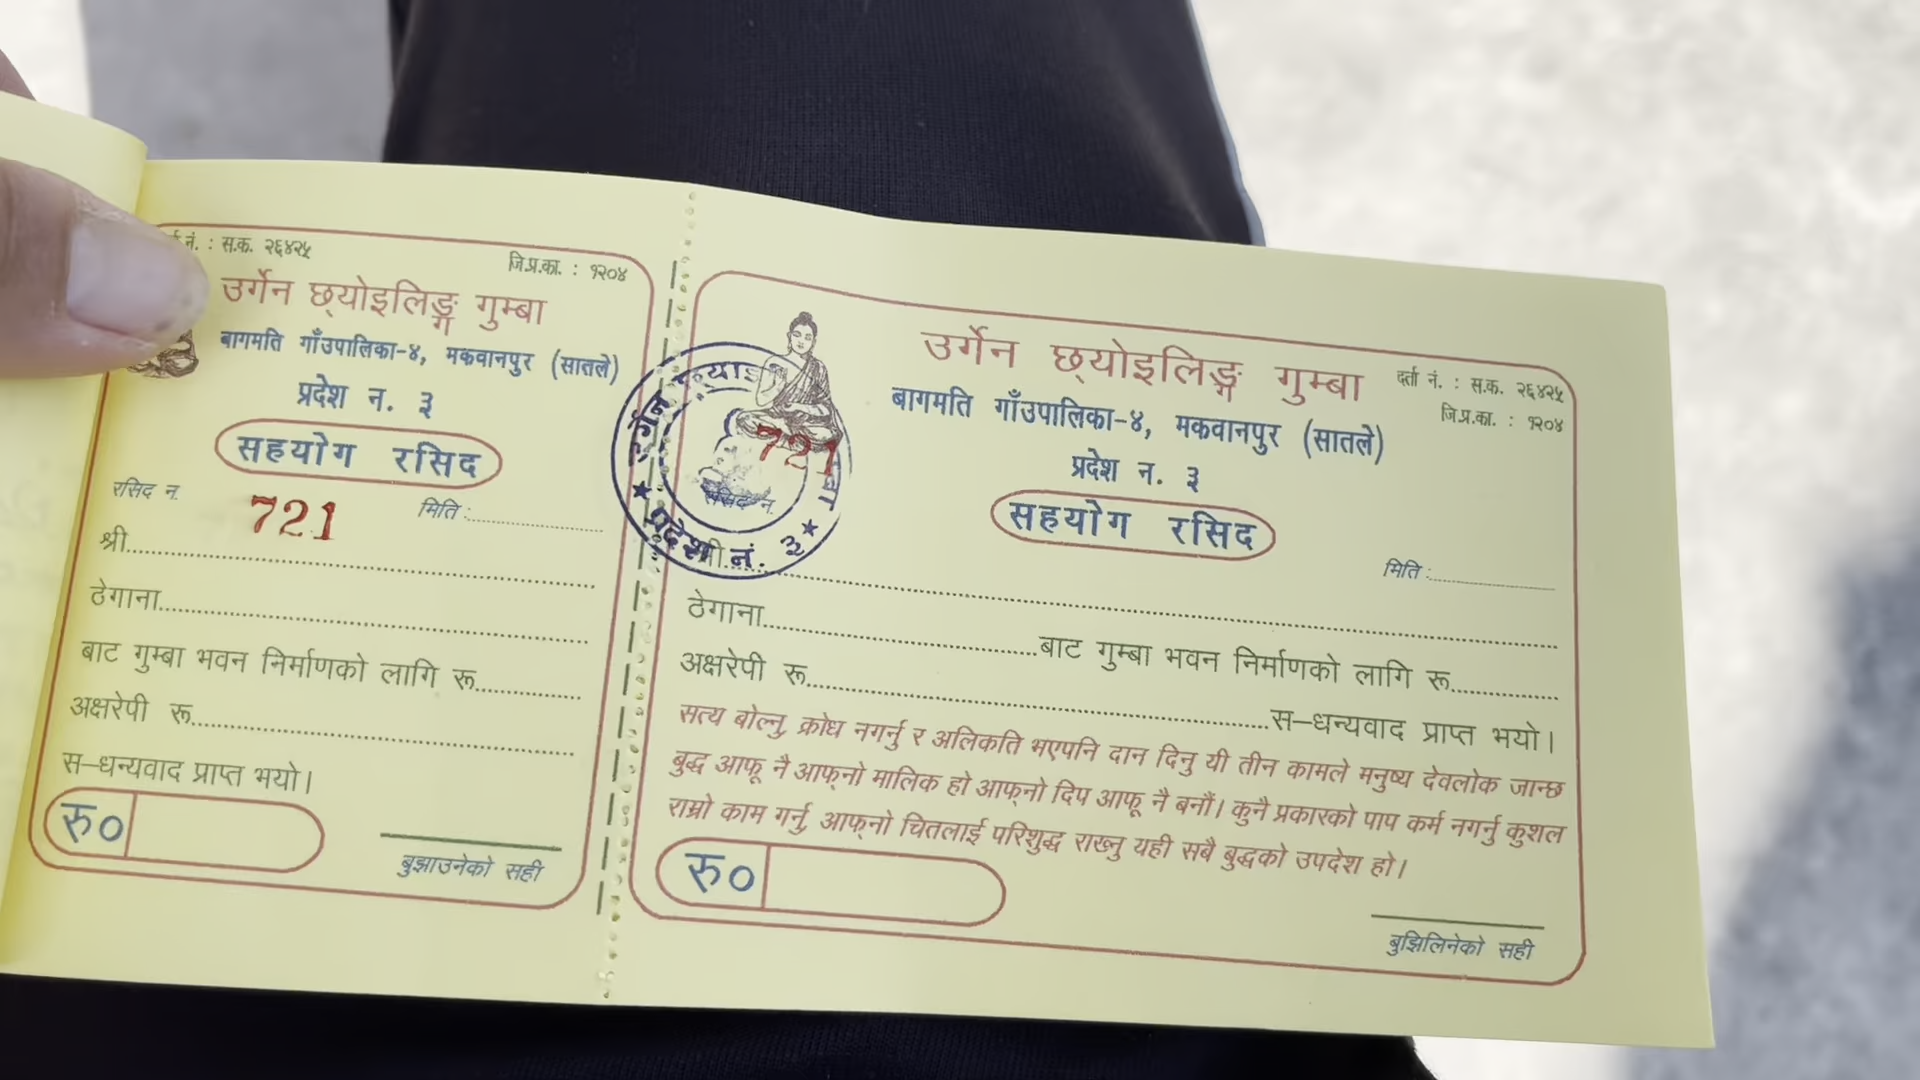 नं. : स.क. २६४२५
जि.प्र.का. : १२०४
उर्गेन छ्योइलिङ्ग गुम्बा
बागमति गाँउपालिका-४, मकवानपुर (सातले)
प्रदेश न. ३
सहयोग रसिद
रसिद न. 721 मिति :
श्री
ठेगाना
बाट गुम्बा भवन निर्माणको लागि रू
अक्षरेपी रू
स-धन्यवाद प्राप्त भयो।
रु०
बुझाउनेको सही
उर्गेन छ्योइलिङ्ग गुम्बा
दर्ता नं. : स.क. २६४२५
जि.प्र.का. : १२०४
बागमति गाँउपालिका-४, मकवानपुर (सातले)
प्रदेश न. ३
सहयोग रसिद
721
रसिद न.
मिति :
श्री
ठेगाना बाट गुम्बा भवन निर्माणको लागि रू
अक्षरेपी रू स-धन्यवाद प्राप्त भयो।
सत्य बोल्नु, क्रोध नगर्नु र अलिकति भएपनि दान दिनु यी तीन कामले मनुष्य देवलोक जान्छ
बुद्ध आफू नै आफ्नो मालिक हो आफ्नो दिप आफू नै बनौं। कुनै प्रकारको पाप कर्म नगर्नु कुशल
राम्रो काम गर्नु, आफ्नो चितलाई परिशुद्ध राख्नु यही सबै बुद्धको उपदेश हो।
रु०
बुझिलिनेको सही
उर्गेन
प्रदेश नं. ३